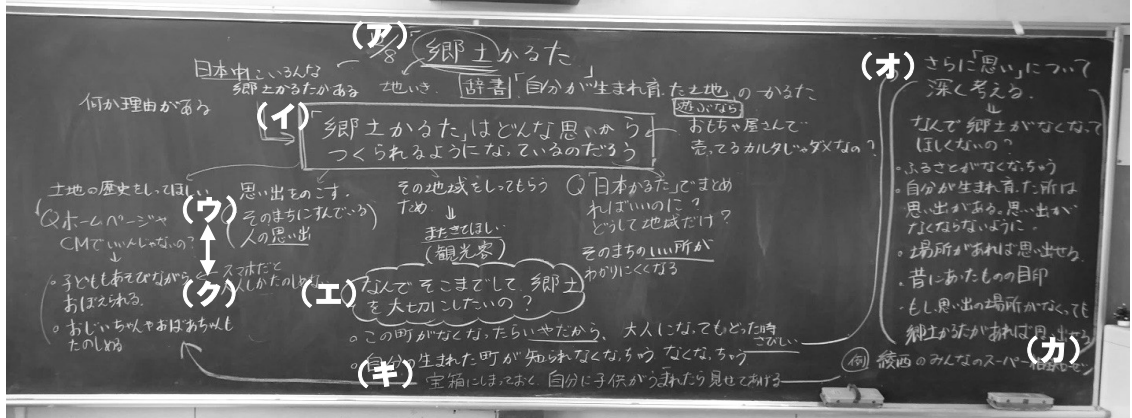 (ア)
/8 「郷土かるた」
日本中にいろんな
郷土かるたがある
地いき
辞書「自分が生まれ育った土地」の かるた
何か理由がある
(イ)
「郷土かるた」はどんな思いから
つくられるようになっているのだろう
遊ぶなら
おもちゃ屋さんで
売ってるカルタじゃダメなの?
土地の歴史をしってほしい
Qホームページや
CMでいいんじゃないの?
(ウ)
(ク)
・子どももあそびながら
おぼえられる。
・おじいちゃんやおばあちゃんも
たのしめる
スマホだと
思い出をのこす。
そのまちにすんでいる
人の思い出
その地域をしってもらう
ため
またきてほしい
(観光客)
Q「日本かるた」でまとめ
ればいいのに?
どうして地域だけ?
そのまちのいい所が
わかりにくくなる
(エ)
なんでそこまでして、郷土
を大切にしたいの?
・この町がなくなったらいやだから、大人になってもどった時
さびしい
・自分の生まれた町が知られなくなっちゃう なくなっちゃう
(キ)
宝箱にしまっておく、自分に子供がうまれたら見せてあげる
(オ)
さらに「思い」について
深く考える
なんで郷土がなくなって
ほしくないの?
・ふるさとがなくなっちゃう
・自分が生まれ育った所は
思い出がある。思い出が
なくならないように。
・場所があれば思い出せる。
・昔にあったものの目印
・もし、思い出の場所がなくても
郷土かるたがあれば思い出せる
(カ)
例 綾西のみんなのスーパー